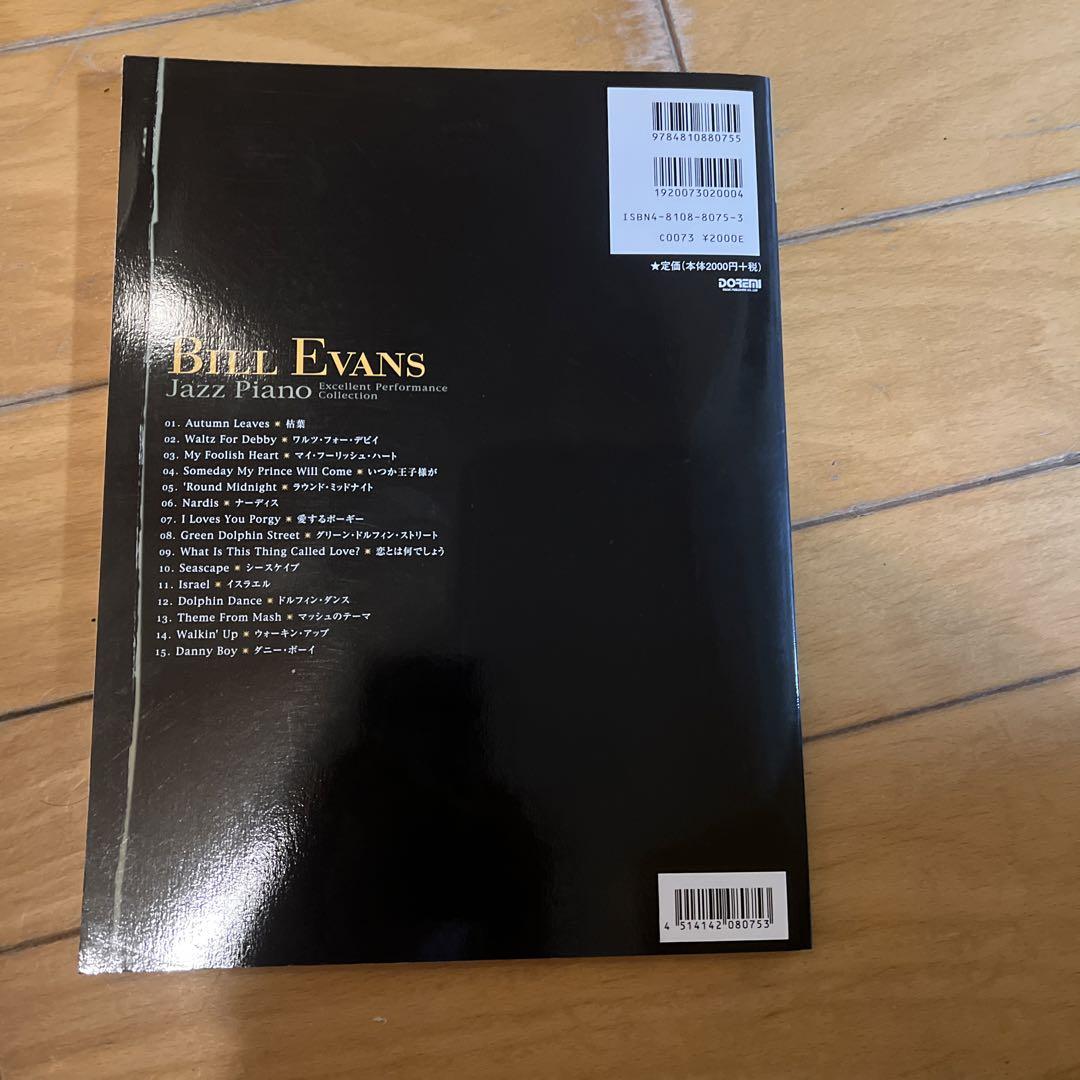 9784810880755
1920073020004
ISBN4-8108-8075-3
C0073 ¥2000E
★定価(本体2000円+税)
DOREMI
BILL EVANS
Jazz Piano Excellent Performance Collection
01. Autumn Leaves ✴ 枯葉
02. Waltz For Debby ✴ ワルツ・フォー・デビイ
03. My Foolish Heart ✴ マイ・フーリッシュ・ハート
04. Someday My Prince Will Come ✴ いつか王子様が
05. 'Round Midnight ✴ ラウンド・ミッドナイト
06. Nardis ✴ ナーディス
07. I Loves You Porgy ✴ 愛するポーギー
08. Green Dolphin Street ✴ グリーン・ドルフィン・ストリート
09. What Is This Thing Called Love? ✴ 恋とは何でしょう
10. Seascape ✴ シースケイプ
11. Israel ✴ イスラエル
12. Dolphin Dance ✴ ドルフィン・ダンス
13. Theme From Mash ✴ マッシュのテーマ
14. Walkin' Up ✴ ウォーキン・アップ
15. Danny Boy ✴ ダニー・ボーイ
4 514142 080753